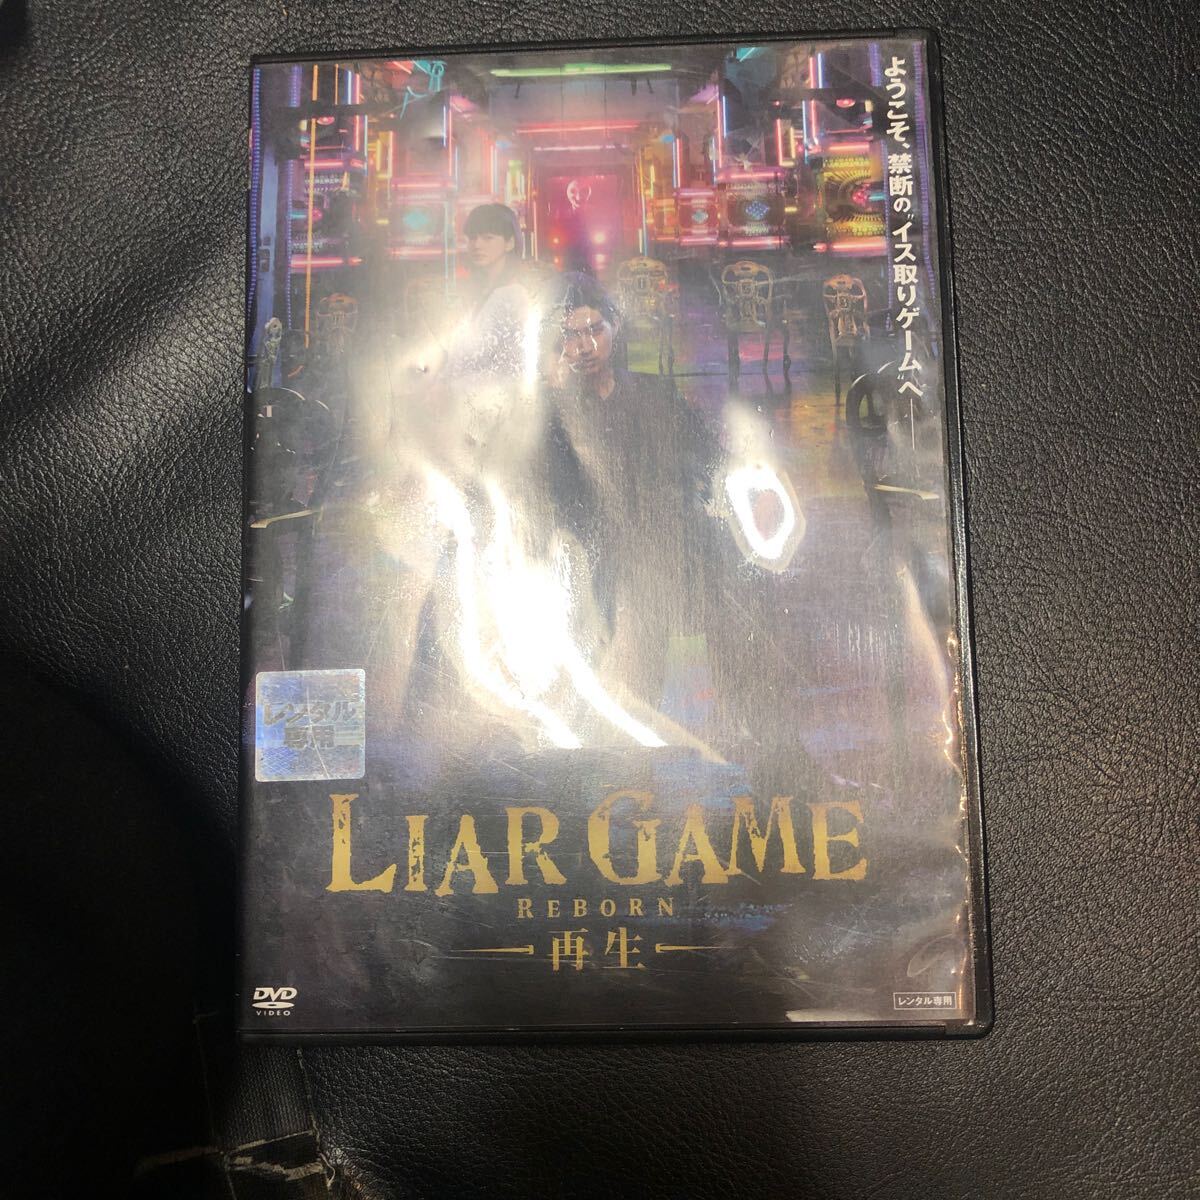 ようこそ、禁断の"イス取りゲーム"へ——
レンタル
専用
LIAR GAME
REBORN
再生
DVD
VIDEO
レンタル専用